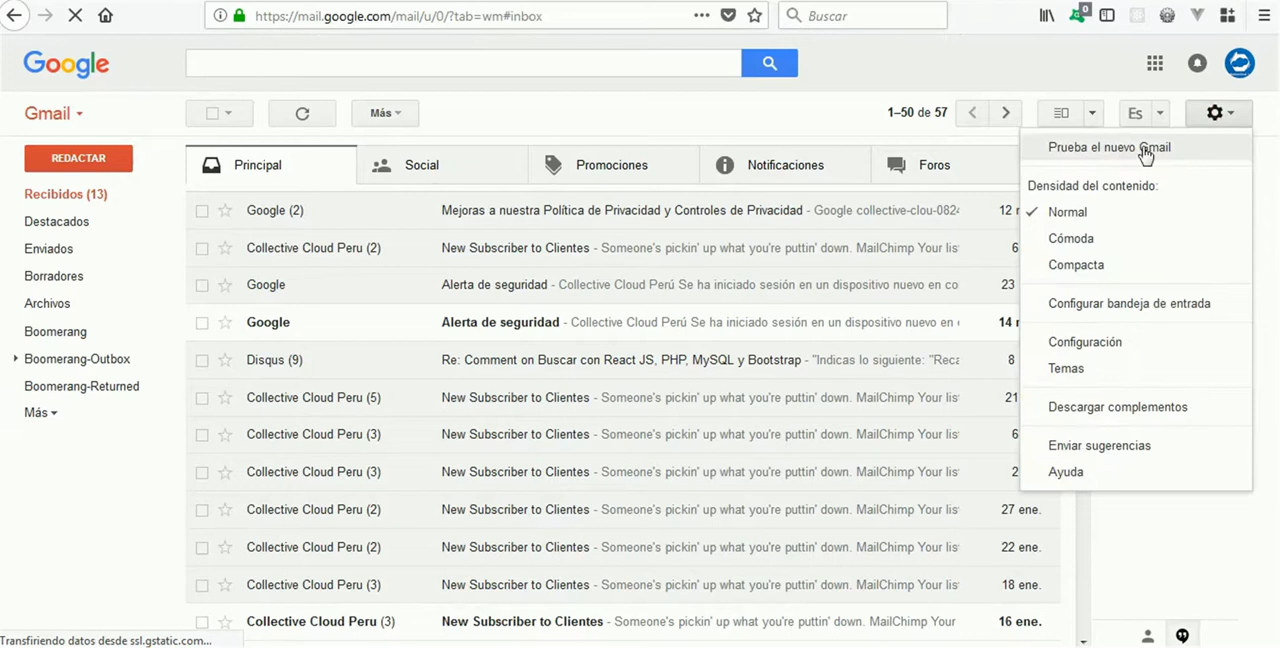 https://mail.google.com/mail/u/0/?tab=wm#inbox
Buscar
0
Google
Gmail
Más
1–50 de 57
Es
REDACTAR
Recibidos (13)
Destacados
Enviados
Borradores
Archivos
Boomerang
Boomerang-Outbox
Boomerang-Returned
Más
Principal
Social
Promociones
Notificaciones
Foros
Google (2) Mejoras a nuestra Política de Privacidad y Controles de Privacidad - Google collective-clou-0824 12
Collective Cloud Peru (2) New Subscriber to Clientes - Someone's pickin' up what you're puttin' down. MailChimp Your 6
Google Alerta de seguridad - Collective Cloud Perú Se ha iniciado sesión en un dispositivo nuevo en 23
Google Alerta de seguridad - Collective Cloud Perú Se ha iniciado sesión en un dispositivo nuevo en 14
Disqus (9) Re: Comment on Buscar con React JS, PHP, MySQL y Bootstrap - "Indicas lo siguiente: 8
Collective Cloud Peru (5) New Subscriber to Clientes - Someone's pickin' up what you're puttin' down. MailChimp Your 21
Collective Cloud Peru (3) New Subscriber to Clientes - Someone's pickin' up what you're puttin' down. MailChimp Your 6
Collective Cloud Peru (3) New Subscriber to Clientes - Someone's pickin' up what you're puttin' down. MailChimp Your 2
Collective Cloud Peru (3) New Subscriber to Clientes - Someone's pickin' up what you're puttin' down. MailChimp Your 27 ene.
Collective Cloud Peru (2) New Subscriber to Clientes - Someone's pickin' up what you're puttin' down. MailChimp Your 22 ene.
Collective Cloud Peru (3) New Subscriber to Clientes - Someone's pickin' up what you're puttin' down. MailChimp Your 18 ene.
Collective Cloud Peru (3) New Subscriber to Clientes - Someone's pickin' up what you're puttin' down. MailChimp Your 16 ene.
Prueba el nuevo Gmail
Densidad del contenido:
Normal
Cómoda
Compacta
Configurar bandeja de entrada
Configuración
Temas
Descargar complementos
Enviar sugerencias
Ayuda
Transfiriendo datos desde ssl.gstatic.com...